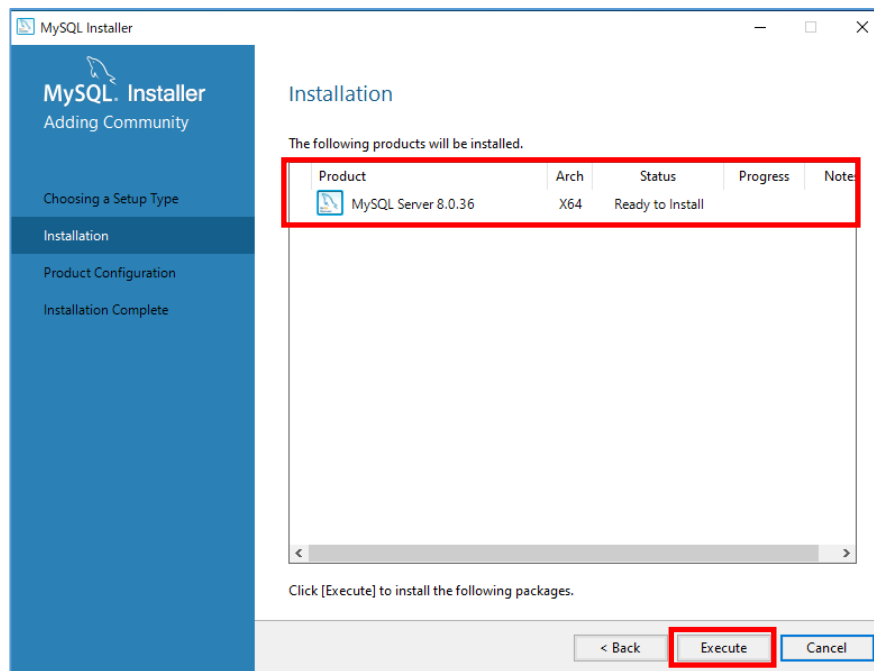 MySQL Installer
MySQL. Installer
Adding Community
Choosing a Setup Type
Installation
Product Configuration
Installation Complete
Installation
The following products will be installed.
Product Arch Status Progress Notes
MySQL Server 8.0.36 X64 Ready to Install
Click [Execute] to install the following packages.
< Back Execute Cancel